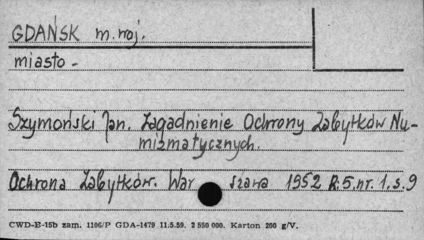 GDAŃSK m. woj.
miasto -
Szymański Jan. Zagadnienie Ochrony Zabytków Nu-
mizmatycznych.
Ochrona Zabytków. War szawa 1952 R.5.nr.1.s.9
CWD-B-15b zam. 1106/P GDA-1479 11.5.59. 2 550 000. Karton 200 g/V.